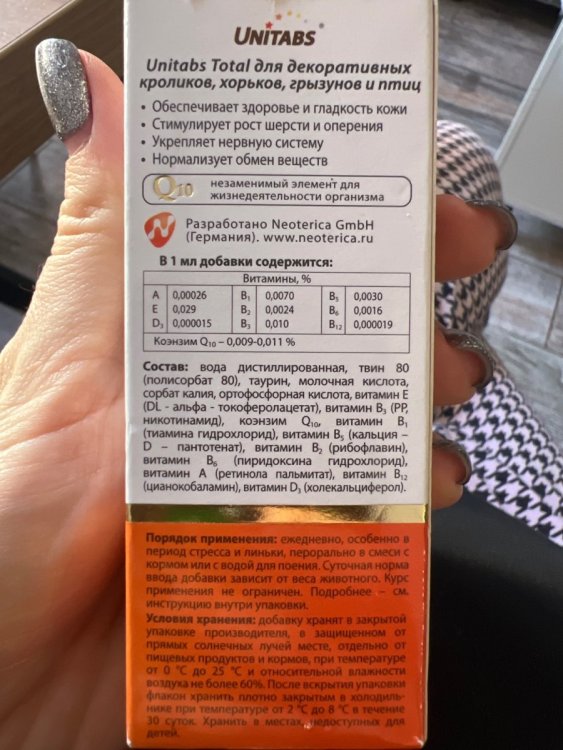 UNITABS
Unitabs Total для декоративных
кроликов, хорьков, грызунов и птиц
• Обеспечивает здоровье и гладкость кожи
• Стимулирует рост шерсти и оперения
• Укрепляет нервную систему
• Нормализует обмен веществ
Q10 незаменимый элемент для
жизнедеятельности организма
Разработано Neoterica GmbH
(Германия). www.neoterica.ru
В 1 мл добавки содержится:
Витамины, %
A 0,00026 B1 0,0070 B5 0,0030
E 0,029 B2 0,0024 B6 0,0016
D3 0,000015 B3 0,010 B12 0,000019
Коэнзим Q10 – 0,009-0,011 %
Состав: вода дистиллированная, твин 80
(полисорбат 80), таурин, молочная кислота,
сорбат калия, ортофосфорная кислота, витамин Е
(DL - альфа - токоферолацетат), витамин B3 (PP,
никотинамид), коэнзим Q10, витамин B1
(тиамина гидрохлорид), витамин B5 (кальция –
D – пантотенат), витамин B2 (рибофлавин),
витамин B6 (пиридоксина гидрохлорид),
витамин А (ретинола пальмитат), витамин B12
(цианокобаламин), витамин D3 (холекальциферол).
Порядок применения: ежедневно, особенно в
период стресса и линьки, перорально в смеси с
кормом или с водой для поения. Суточная норма
ввода добавки зависит от веса животного. Курс
применения не ограничен. Подробнее – см.
инструкцию внутри упаковки.
Условия хранения: добавку хранят в закрытой
упаковке производителя, в защищенном от
прямых солнечных лучей месте, отдельно от
пищевых продуктов и кормов, при температуре
от 0 °C до 25 °C и относительной влажности
воздуха не более 60%. После вскрытия упаковки
флакон хранить плотно закрытым в холодиль-
нике при температуре от 2 °C до 8 °C в течение
30 суток. Хранить в местах, недоступных для
детей.